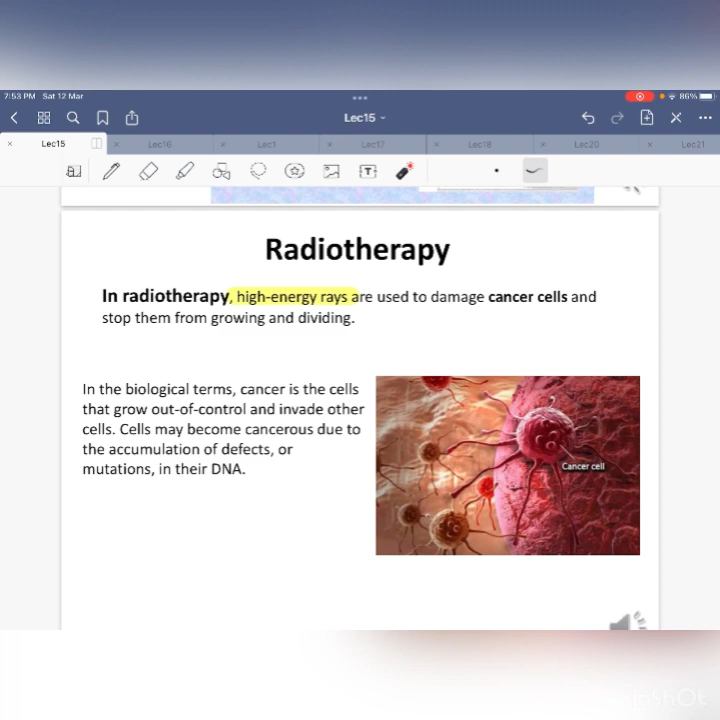 7:53 PM Sat 12 Mar
86%
Lec15
Lec15 Lec16 Lec1 Lec17 Lec18 Lec20 Lec21
T
Radiotherapy
In radiotherapy, high-energy rays are used to damage cancer cells and
stop them from growing and dividing.
In the biological terms, cancer is the cells
that grow out-of-control and invade other
cells. Cells may become cancerous due to
the accumulation of defects, or
mutations, in their DNA.
Cancer cell